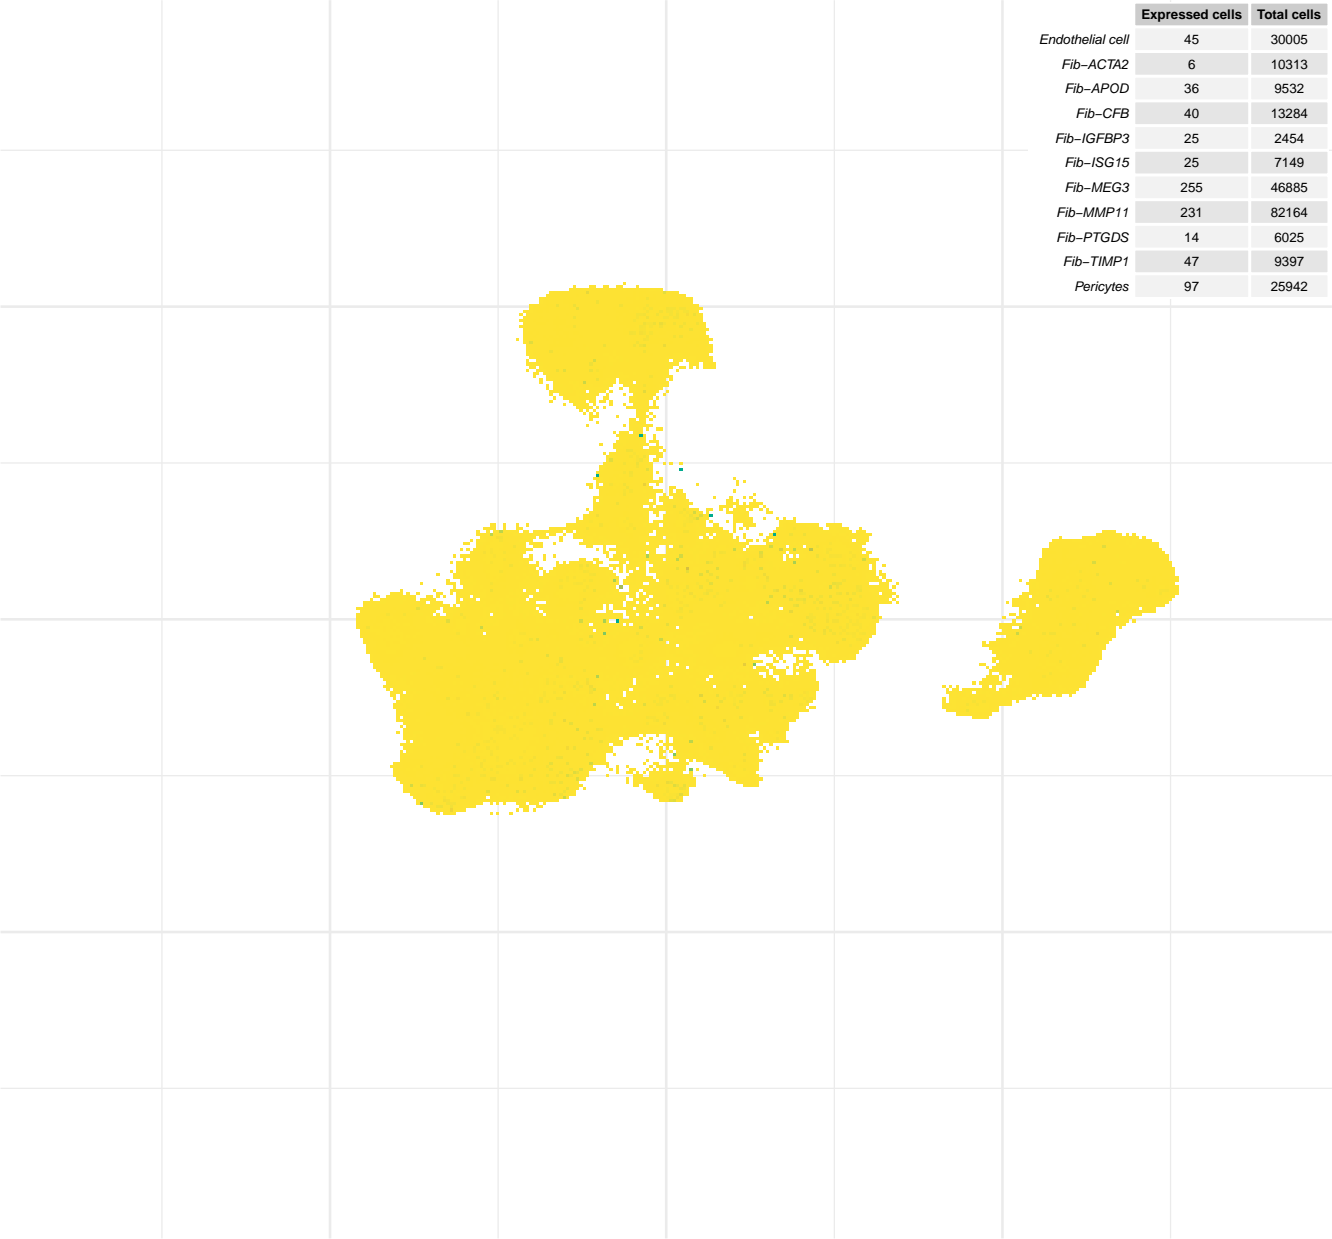 Expressed cells Total cells
Endothelial cell 45 30005
Fib−ACTA2 6 10313
Fib−APOD 36 9532
Fib−CFB 40 13284
Fib−IGFBP3 25 2454
Fib−ISG15 25 7149
Fib−MEG3 255 46885
Fib−MMP11 231 82164
Fib−PTGDS 14 6025
Fib−TIMP1 47 9397
Pericytes 97 25942